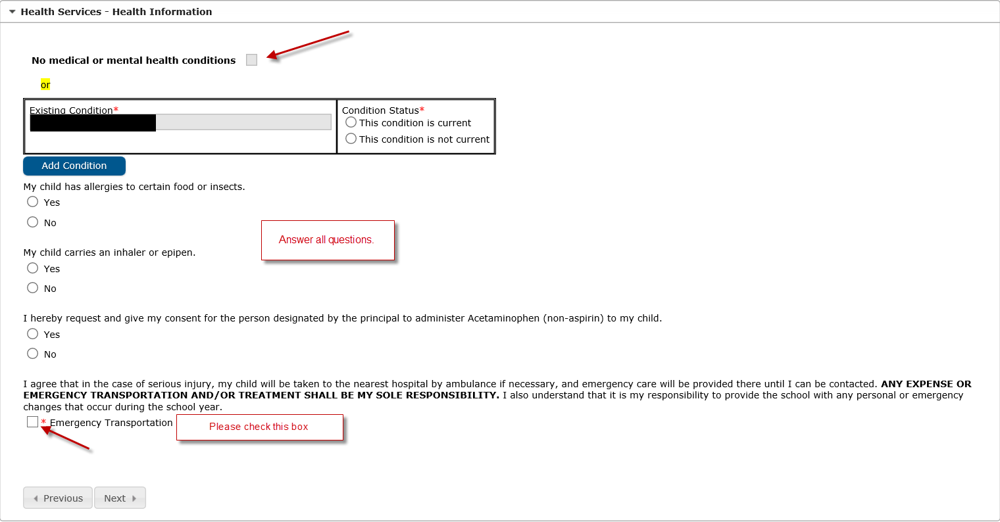 Health Services - Health Information
No medical or mental health conditions
or
Existing Condition*
Condition Status*
This condition is current
This condition is not current
Add Condition
My child has allergies to certain food or insects.
Yes
No
Answer all questions.
My child carries an inhaler or epipen.
Yes
No
I hereby request and give my consent for the person designated by the principal to administer Acetaminophen (non-aspirin) to my child.
Yes
No
I agree that in the case of serious injury, my child will be taken to the nearest hospital by ambulance if necessary, and emergency care will be provided there until I can be contacted. ANY EXPENSE OR
EMERGENCY TRANSPORTATION AND/OR TREATMENT SHALL BE MY SOLE RESPONSIBILITY. I also understand that it is my responsibility to provide the school with any personal or emergency
changes that occur during the school year.
* Emergency Transportation
Please check this box
Previous
Next